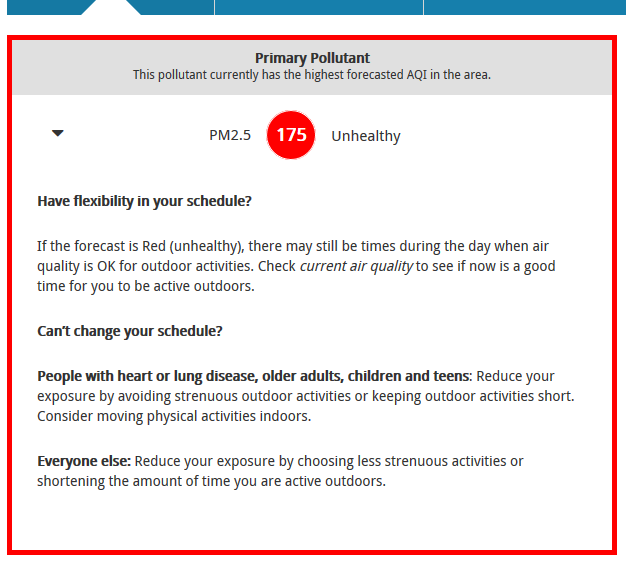 Primary Pollutant
This pollutant currently has the highest forecasted AQI in the area.
PM2.5 175 Unhealthy
Have flexibility in your schedule?
If the forecast is Red (unhealthy), there may still be times during the day when air
quality is OK for outdoor activities. Check current air quality to see if now is a good
time for you to be active outdoors.
Can't change your schedule?
People with heart or lung disease, older adults, children and teens: Reduce your
exposure by avoiding strenuous outdoor activities or keeping outdoor activities short.
Consider moving physical activities indoors.
Everyone else: Reduce your exposure by choosing less strenuous activities or
shortening the amount of time you are active outdoors.